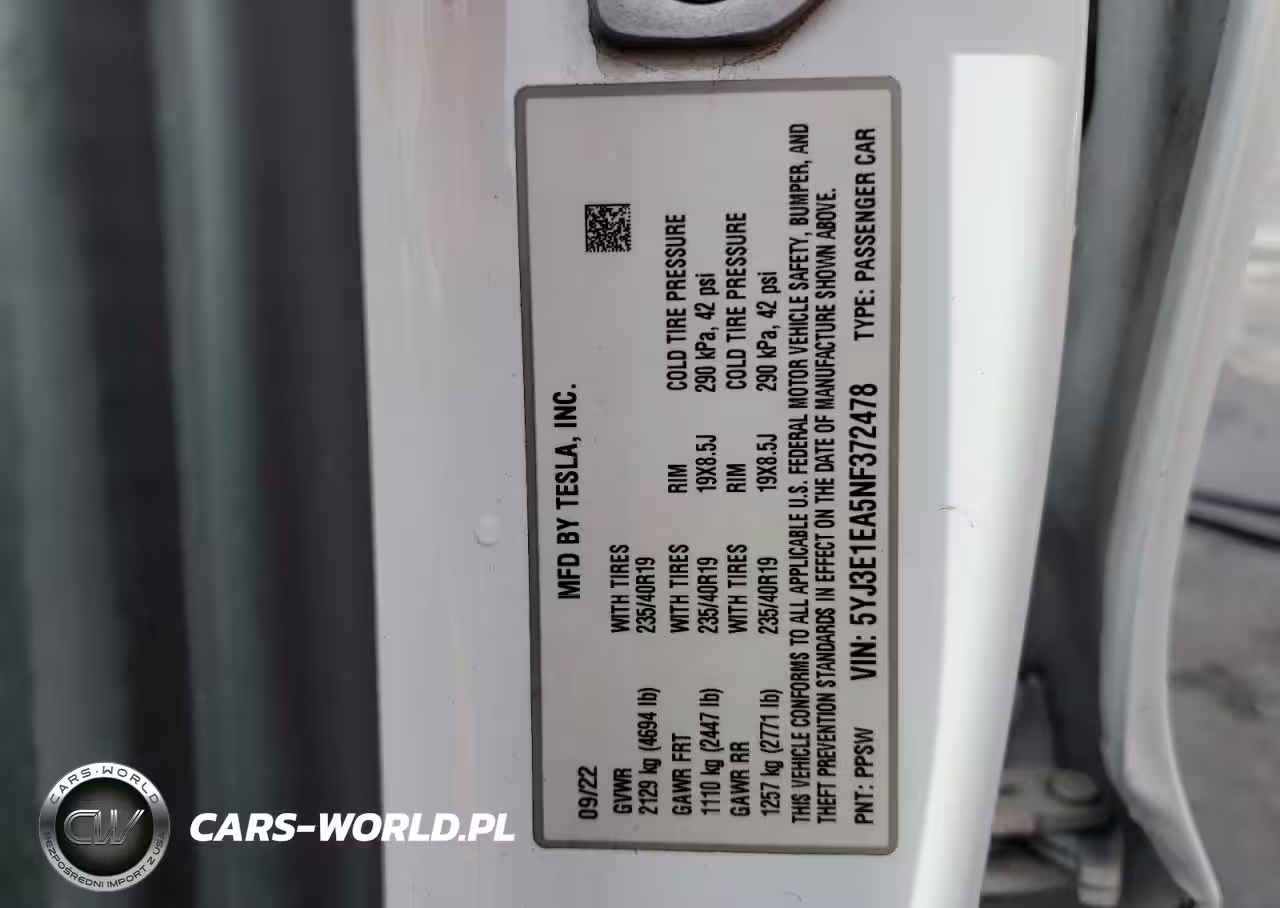 09/22 MFD BY TESLA, INC.
GVWR WITH TIRES
2129 kg (4694 lb) 235/40R19
GAWR FRT WITH TIRES RIM COLD TIRE PRESSURE
1110 kg (2447 lb) 235/40R19 19X8.5J 290 kPa, 42 psi
GAWR RR WITH TIRES RIM COLD TIRE PRESSURE
1257 kg (2771 lb) 235/40R19 19X8.5J 290 kPa, 42 psi
THIS VEHICLE CONFORMS TO ALL APPLICABLE U.S. FEDERAL MOTOR VEHICLE SAFETY, BUMPER, AND
THEFT PREVENTION STANDARDS IN EFFECT ON THE DATE OF MANUFACTURE SHOWN ABOVE.
PNT: PPSW VIN: 5YJ3E1EA5NF372478 TYPE: PASSENGER CAR
CARS-WORLD
CW
BEZPOŚREDNI IMPORT Z USA
CARS-WORLD.PL